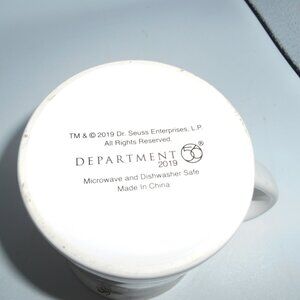 TM & © 2019 Dr. Seuss Enterprises, L.P.
All Rights Reserved.
DEPARTMENT 56®
2019
Microwave and Dishwasher Safe
Made In China